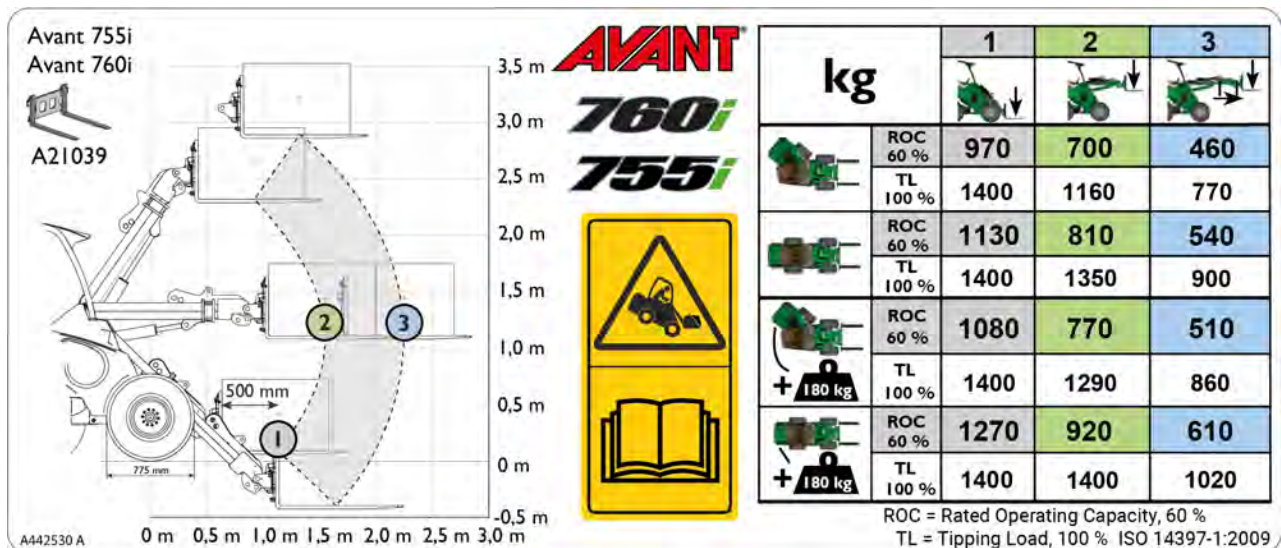 Avant 755i
Avant 760i
A21039
3,5 m
3,0 m
2,5 m
2,0 m
1,5 m
1,0 m
0,5 m
0 m
-0,5 m
2
3
500 mm
1
775 mm
0 m 0,5 m 1,0 m 1,5 m 2,0 m 2,5 m 3,0 m
A442530 A
AVANT
760i
755i
kg
1 2 3
ROC 60 % 970 700 460
TL 100 % 1400 1160 770
ROC 60 % 1130 810 540
TL 100 % 1400 1350 900
ROC 60 % 1080 770 510
+ 180 kg
TL 100 % 1400 1290 860
ROC 60 % 1270 920 610
+ 180 kg
TL 100 % 1400 1400 1020
ROC = Rated Operating Capacity, 60 %
TL = Tipping Load, 100 % ISO 14397-1:2009